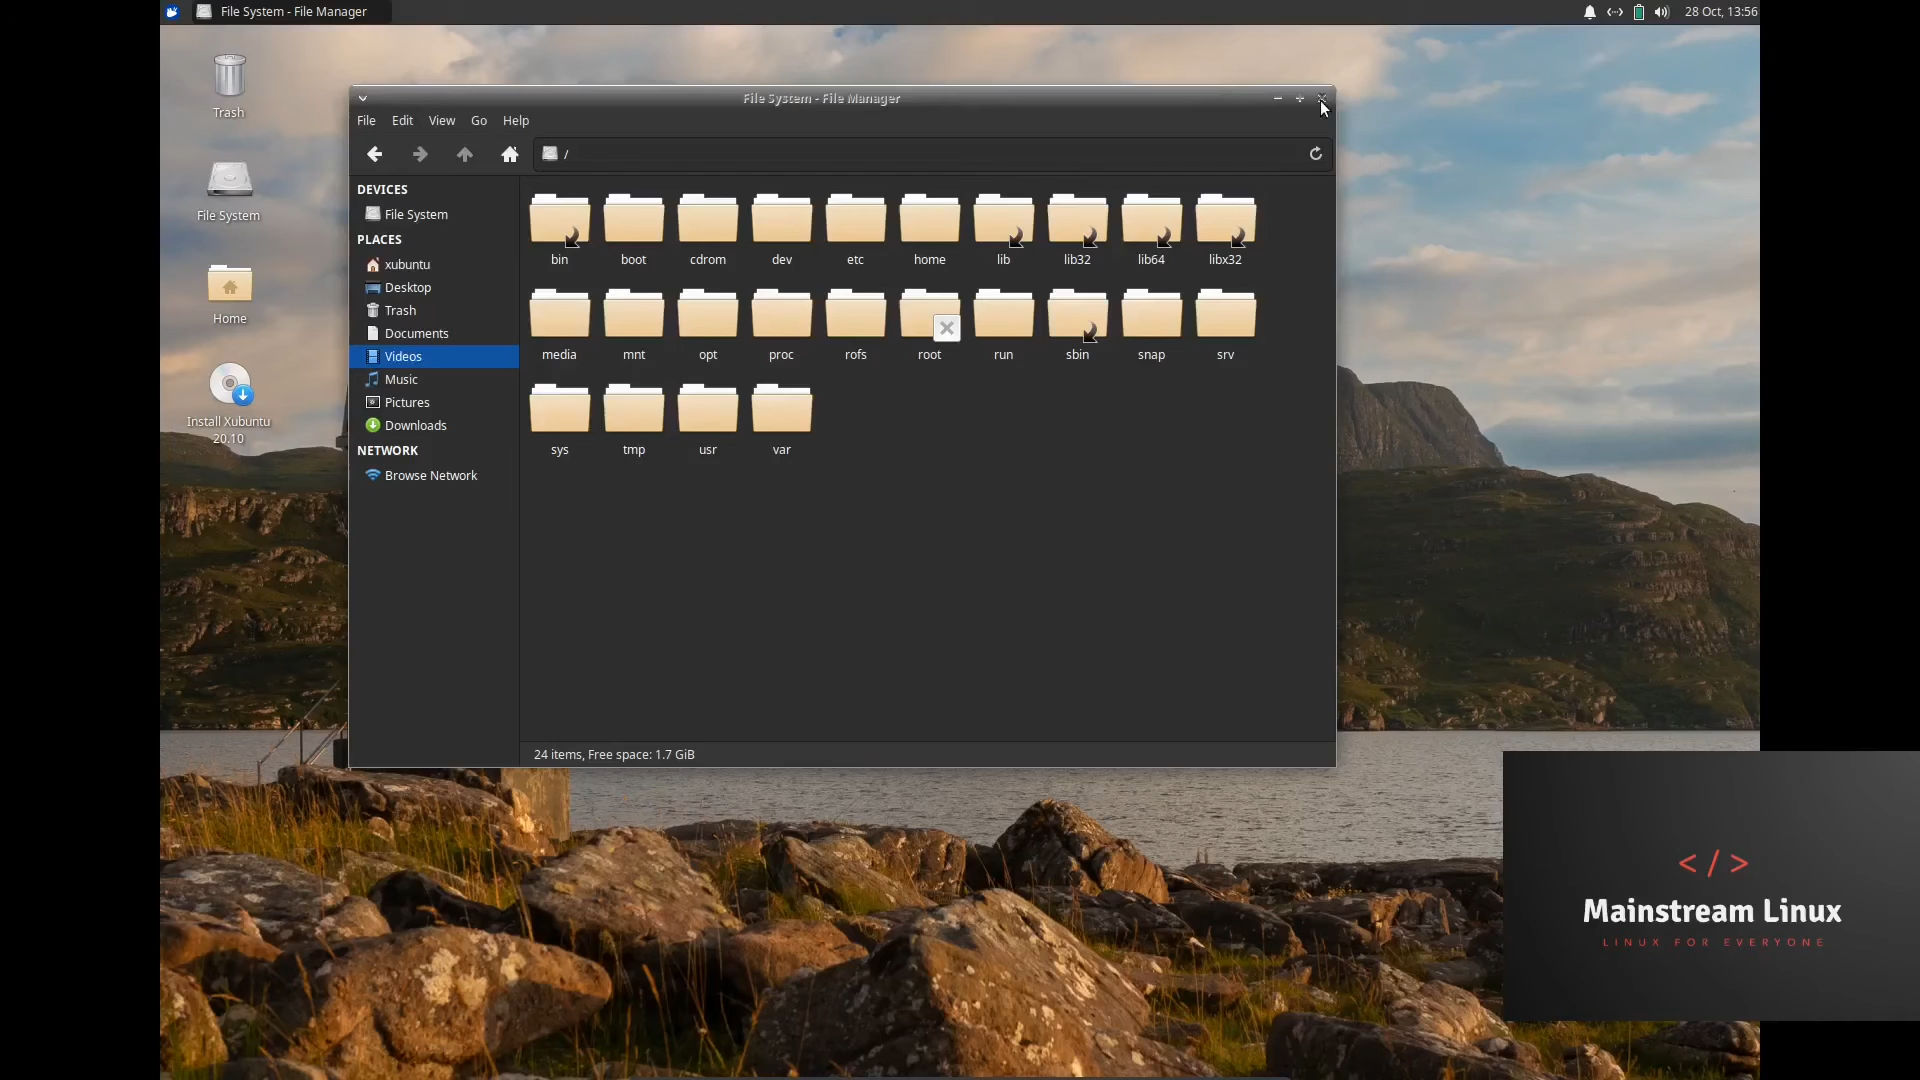 File System - File Manager
28 Oct, 13:56
Trash
File System
Home
Install Xubuntu
20.10
File System - File Manager
File Edit View Go Help
/
DEVICES
File System
PLACES
xubuntu
Desktop
Trash
Documents
Videos
Music
Pictures
Downloads
NETWORK
Browse Network
bin boot cdrom dev etc home lib lib32 lib64 libx32
media mnt opt proc rofs root run sbin snap srv
sys tmp usr var
24 items, Free space: 1.7 GiB
</>
Mainstream Linux
LINUX FOR EVERYONE